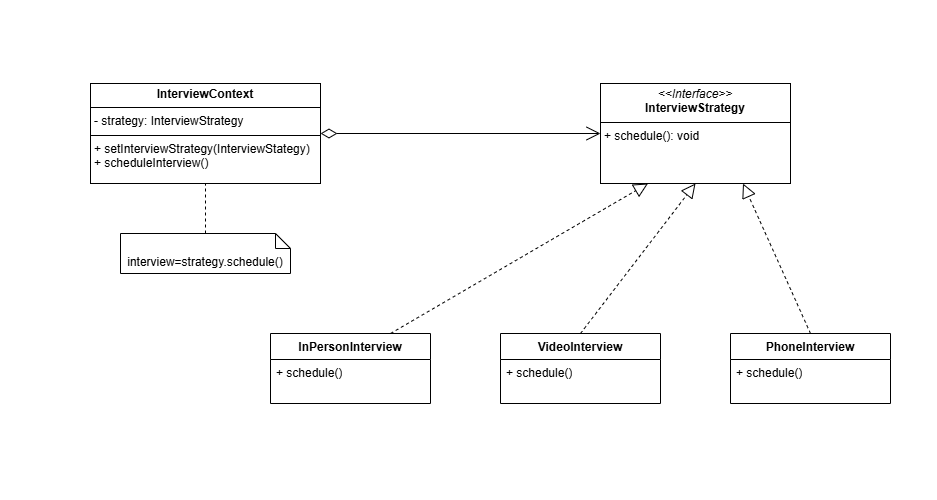 InterviewContext
- strategy: InterviewStrategy
+ setInterviewStrategy(InterviewStategy)
+ scheduleInterview()
interview=strategy.schedule()
<<Interface>>
InterviewStrategy
+ schedule(): void
InPersonInterview
+ schedule()
VideoInterview
+ schedule()
PhoneInterview
+ schedule()